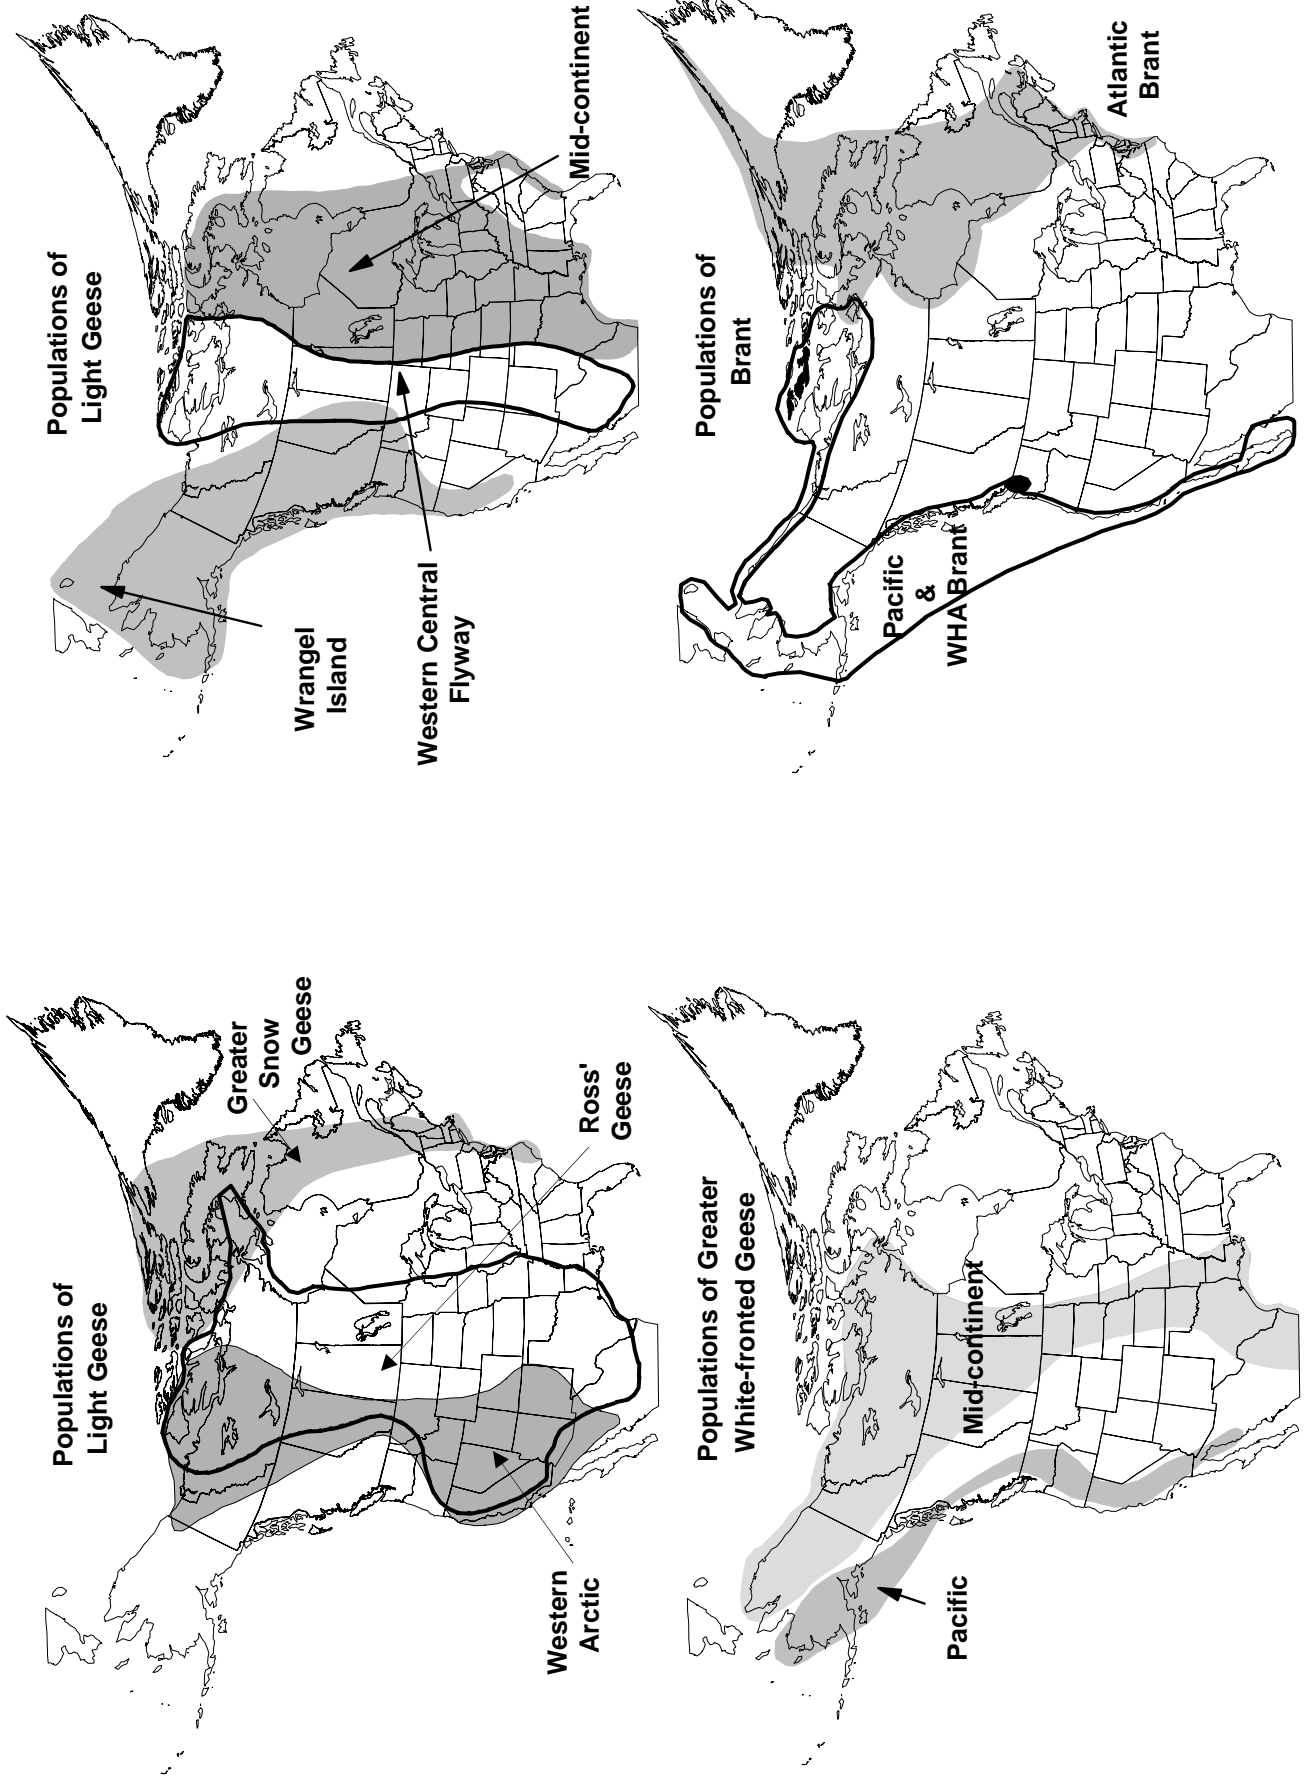 Populations of
Light Geese
Greater
Snow
Geese
Ross'
Geese
Western
Arctic
Populations of
Light Geese
Mid-continent
Wrangel
Island
Western Central
Flyway
Populations of Greater
White-fronted Geese
Mid-continent
Pacific
Populations of
Brant
Atlantic
Brant
Pacific
&
WHA Brant